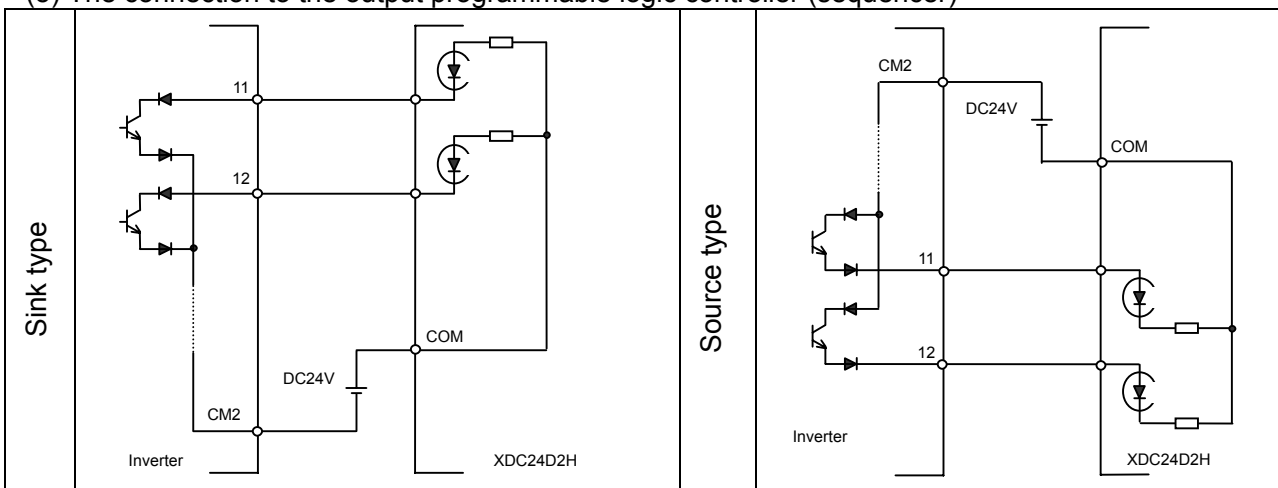 (3) The connection to the output programmable logic controller (sequencer)
Sink type
11
12
COM
DC24V
CM2
Inverter
XDC24D2H
Source type
CM2
DC24V
COM
11
12
Inverter
XDC24D2H